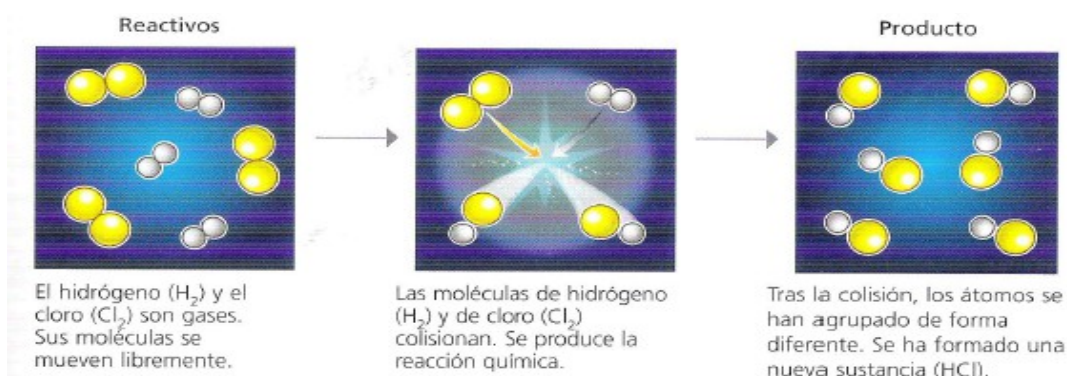 Reactivos
Producto
El hidrógeno (H₂) y el
cloro (Cl₂) son gases.
Sus moléculas se
mueven libremente.
Las moléculas de hidrógeno
(H₂) y de cloro (Cl₂)
colisionan. Se produce la
reacción química.
Tras la colisión, los átomos se
han agrupado de forma
diferente. Se ha formado una
nueva sustancia (HCl).